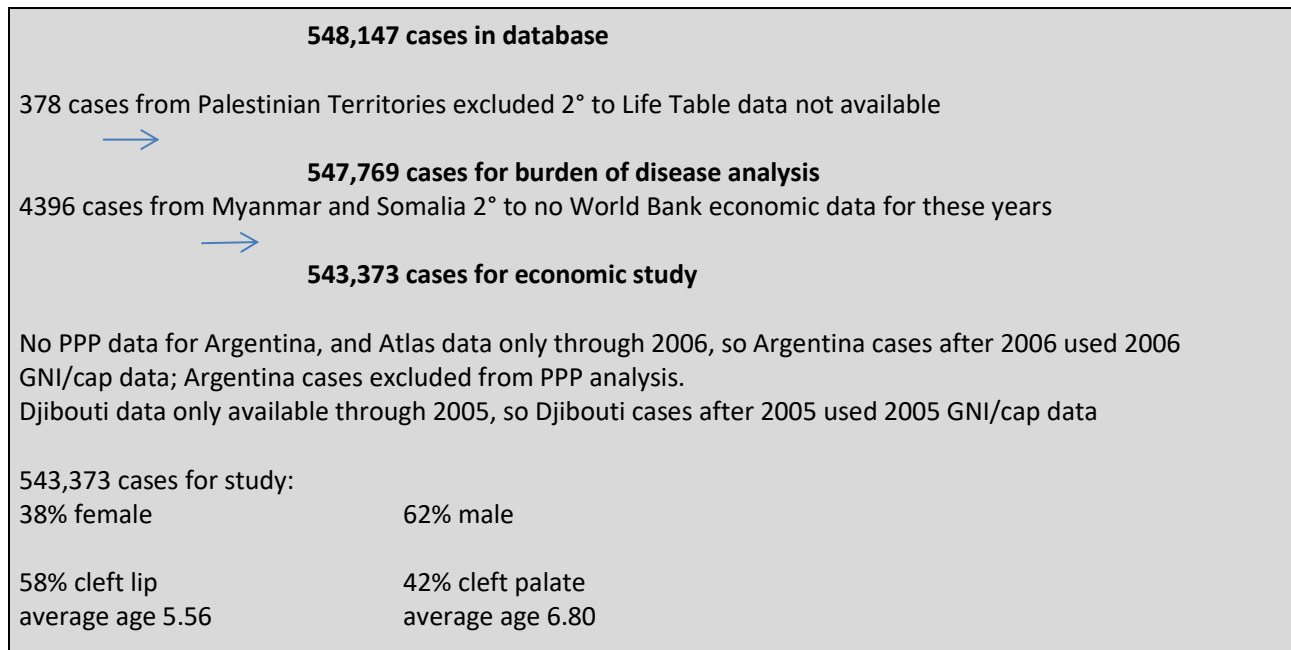 548,147 cases in database
378 cases from Palestinian Territories excluded 2° to Life Table data not available
547,769 cases for burden of disease analysis
4396 cases from Myanmar and Somalia 2° to no World Bank economic data for these years
543,373 cases for economic study
No PPP data for Argentina, and Atlas data only through 2006, so Argentina cases after 2006 used 2006
GNI/cap data; Argentina cases excluded from PPP analysis.
Djibouti data only available through 2005, so Djibouti cases after 2005 used 2005 GNI/cap data
543,373 cases for study:
38% female 62% male
58% cleft lip 42% cleft palate
average age 5.56 average age 6.80